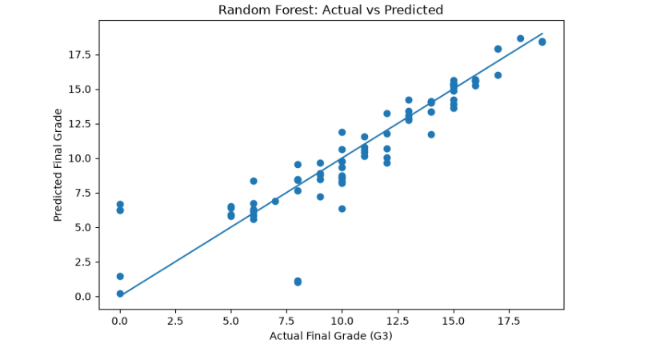 Random Forest: Actual vs Predicted
Predicted Final Grade
17.5
15.0
12.5
10.0
7.5
5.0
2.5
0.0
0.0 2.5 5.0 7.5 10.0 12.5 15.0 17.5
Actual Final Grade (G3)